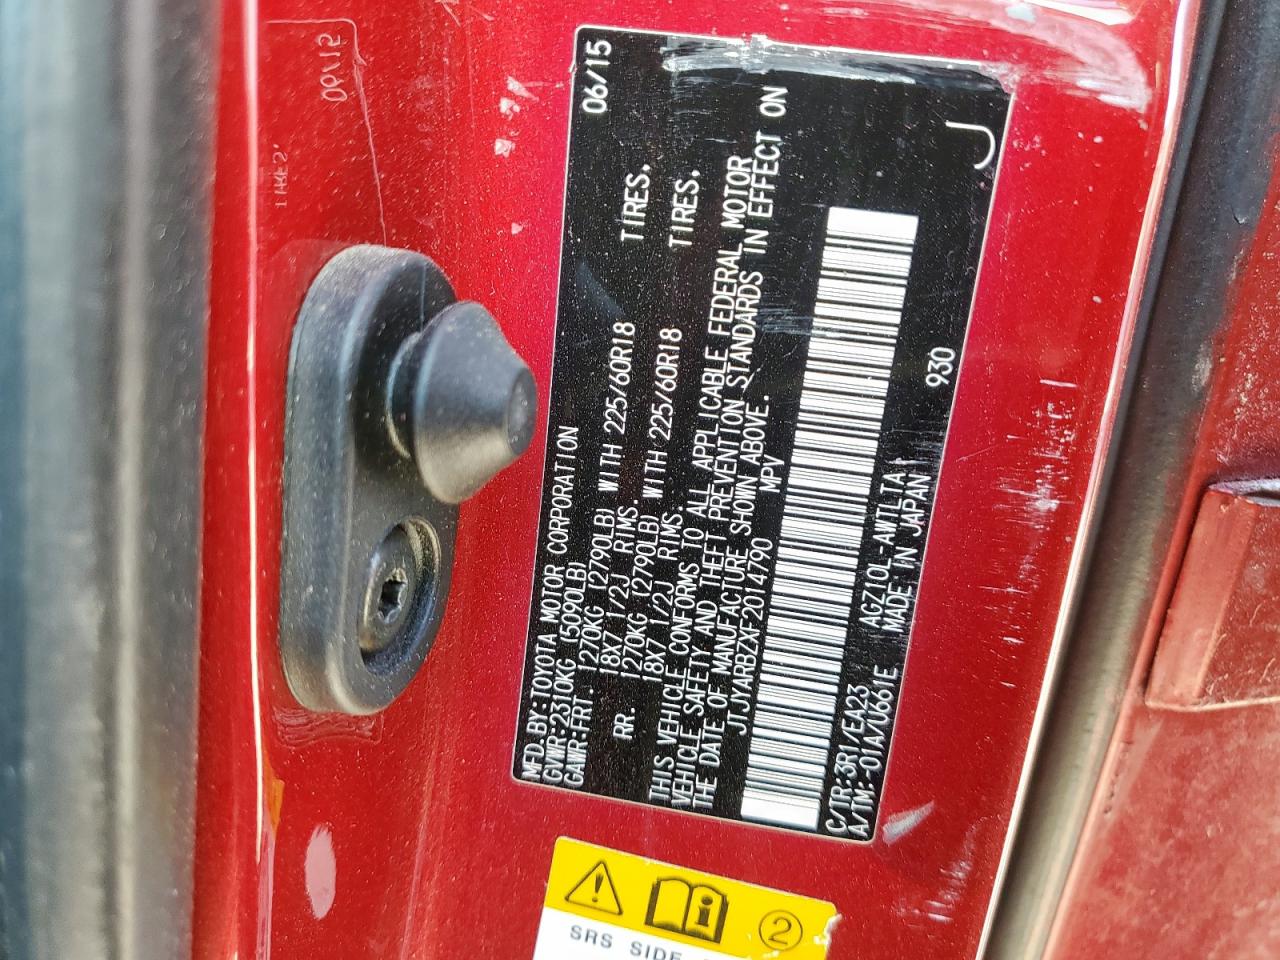 MFD.BY:TOYOTA MOTOR CORPORATION 06/15
GVWR:2310KG (5090LB)
GAWR:FRT. 1270KG (2790LB) WITH 225/60R18 TIRES,
18X7 1/2J RIMS.
RR. 1270KG (2790LB) WITH 225/60R18 TIRES,
18X7 1/2J RIMS.
THIS VEHICLE CONFORMS TO ALL APPLICABLE FEDERAL MOTOR
VEHICLE SAFETY AND THEFT PREVENTION STANDARDS IN EFFECT ON
THE DATE OF MANUFACTURE SHOWN ABOVE.
JTJYARBZXF2014790 MPV
C/TR:3R1/EA23 AGZ10L-AWTLTA1 930
A/TM:-01A/U661E MADE IN JAPAN1 J
2
SRS SIDE